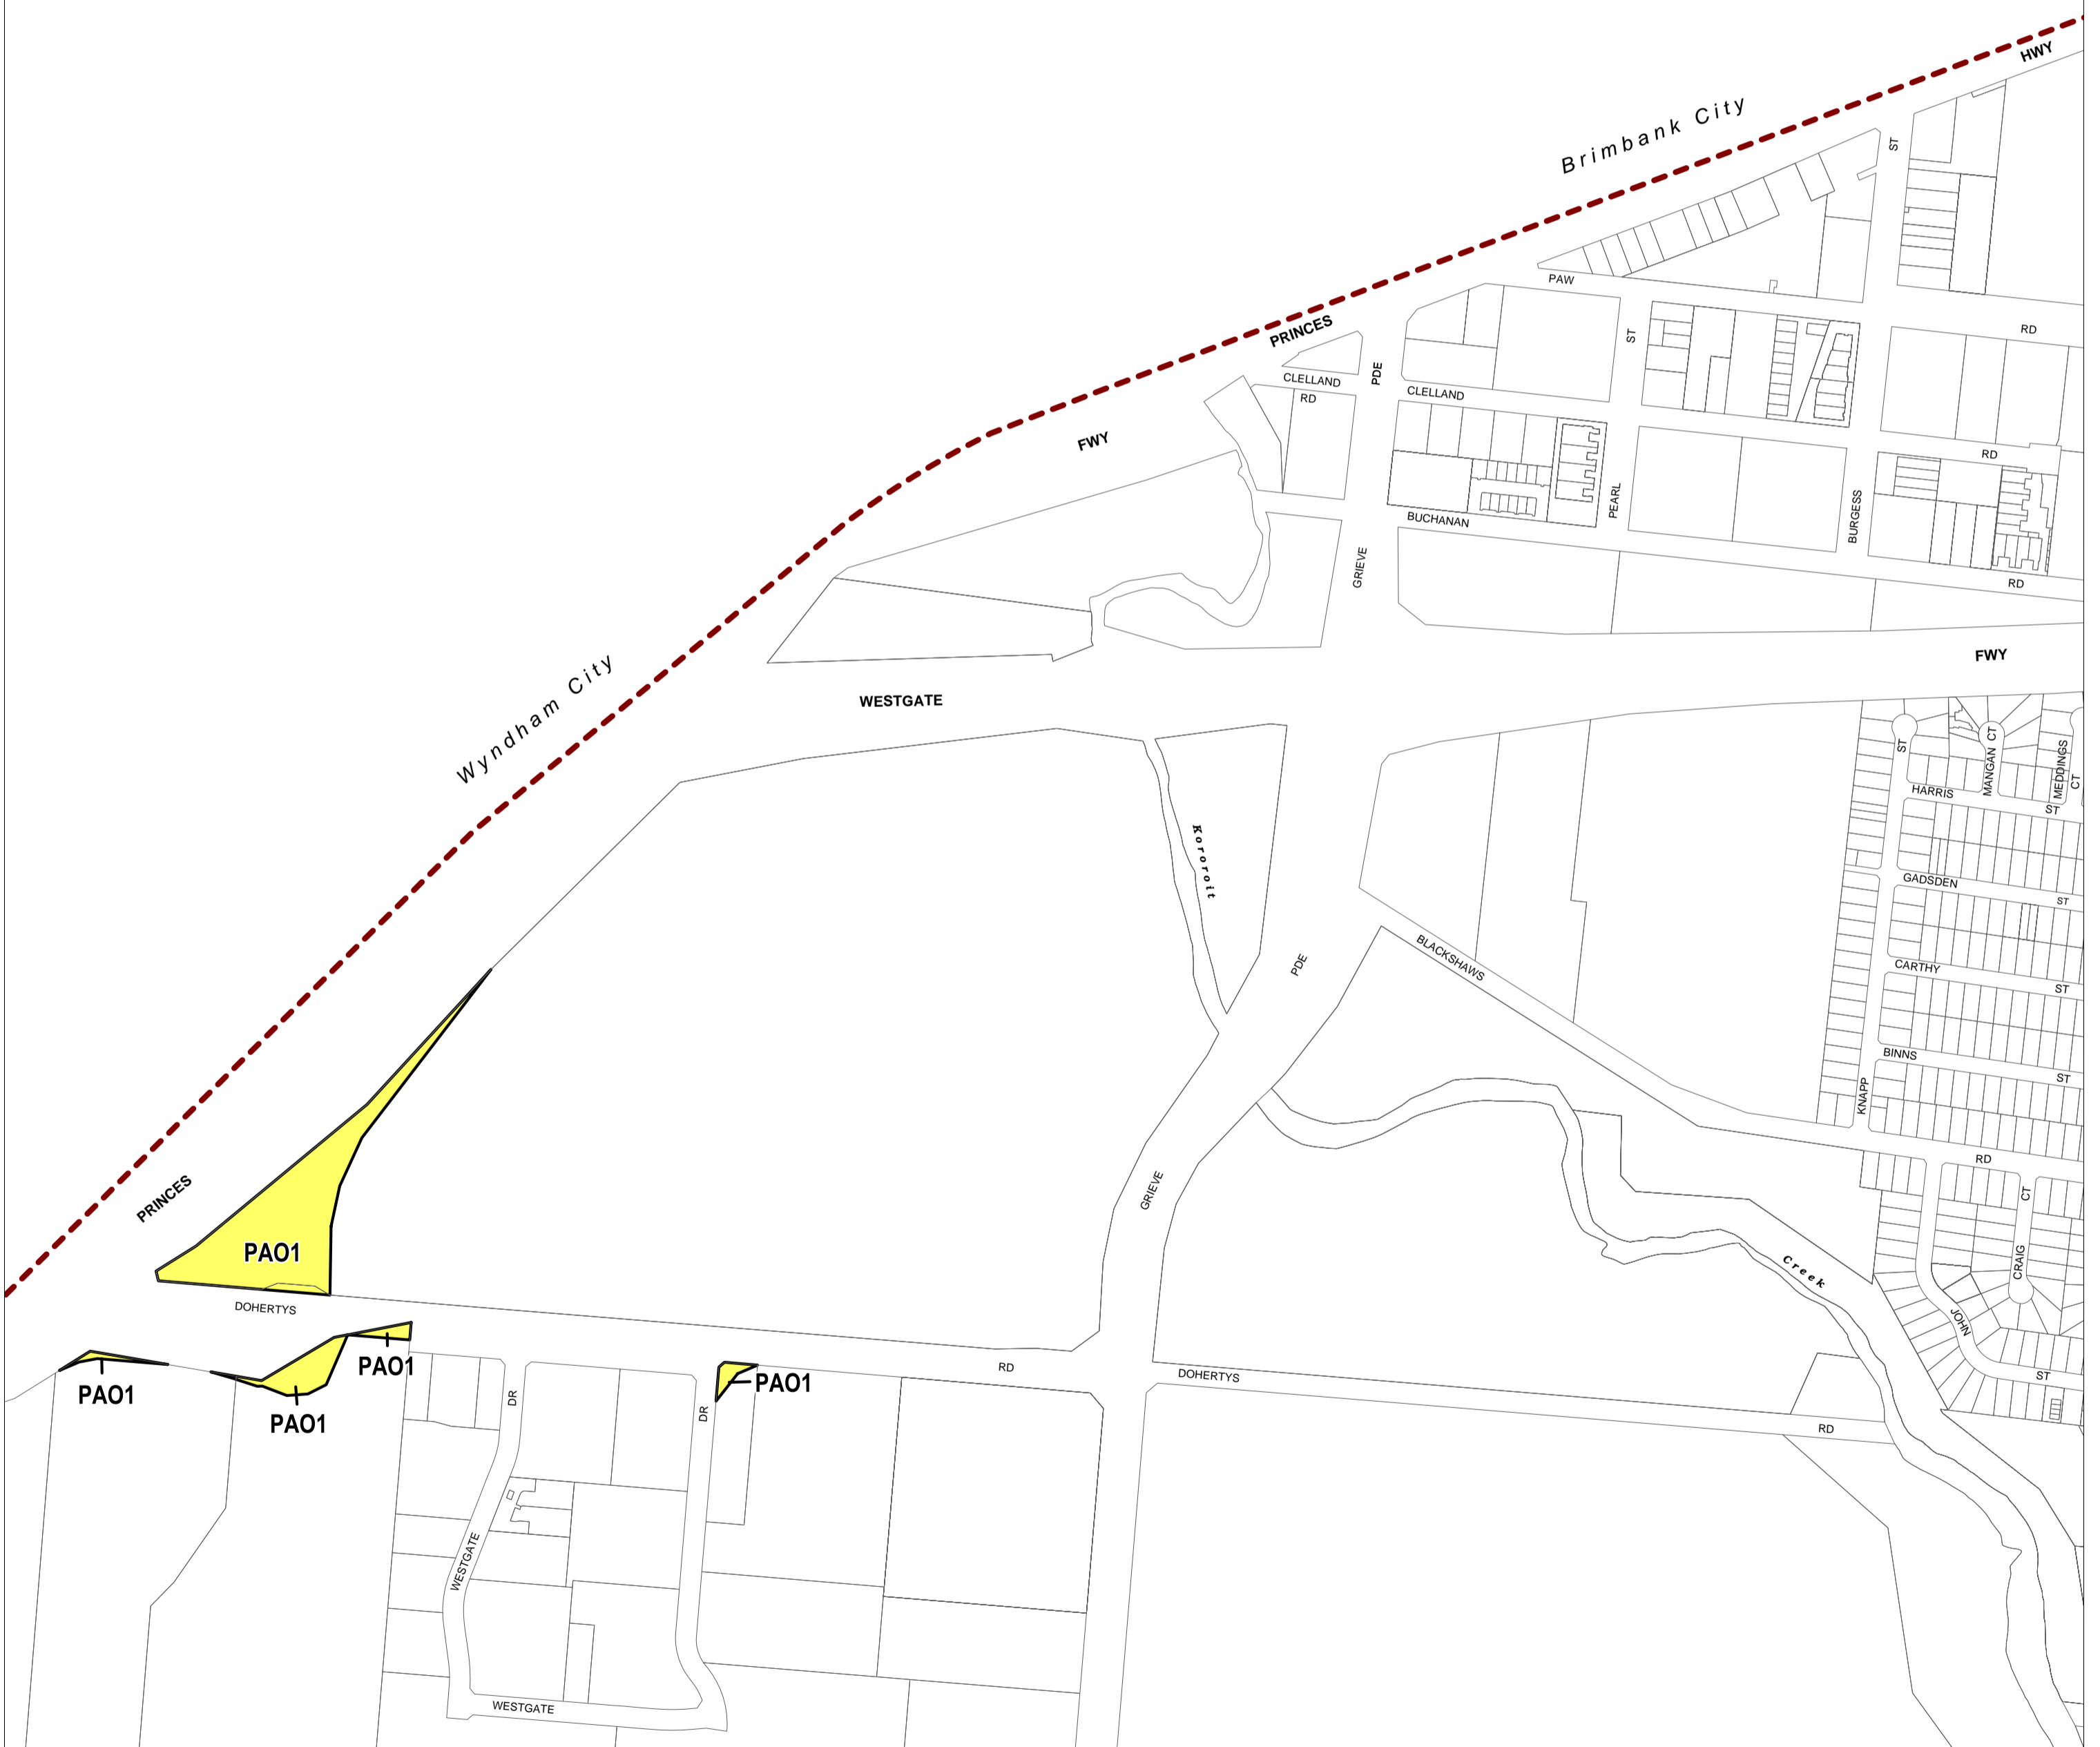 HWY
Brimbank City
ST
PAW
RD
PRINCES
ST
PDE
CLELLAND
RD
CLELLAND
FWY
RD
PEARL
BURGESS
BUCHANAN
GRIEVE
RD
FWY
Wyndham City
WESTGATE
ST
MANGAN CT
MEDDINGS
CT
HARRIS
ST
Kororoit
GADSDEN
ST
PDE
BLACKSHAWS
CARTHY
ST
BINNS
ST
KNAPP
RD
PRINCES
GRIEVE
CT
PAO1
Creek
CRAIG
DOHERTYS
JOHN
PAO1
RD
DOHERTYS
ST
PAO1
PAO1
DR
DR
PAO1
RD
WESTGATE
WESTGATE